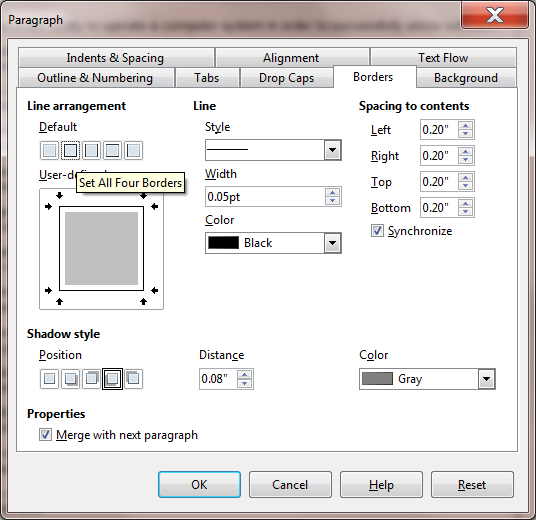 Paragraph
Indents & Spacing Alignment Text Flow
Outline & Numbering Tabs Drop Caps Borders Background
Line arrangement Line Spacing to contents
Default Style Left 0.20"
Right 0.20"
User-defined Width Top 0.20"
Set All Four Borders 0.05pt Bottom 0.20"
Color Synchronize
Black
Shadow style
Position Distance Color
0.08" Gray
Properties
Merge with next paragraph
OK Cancel Help Reset